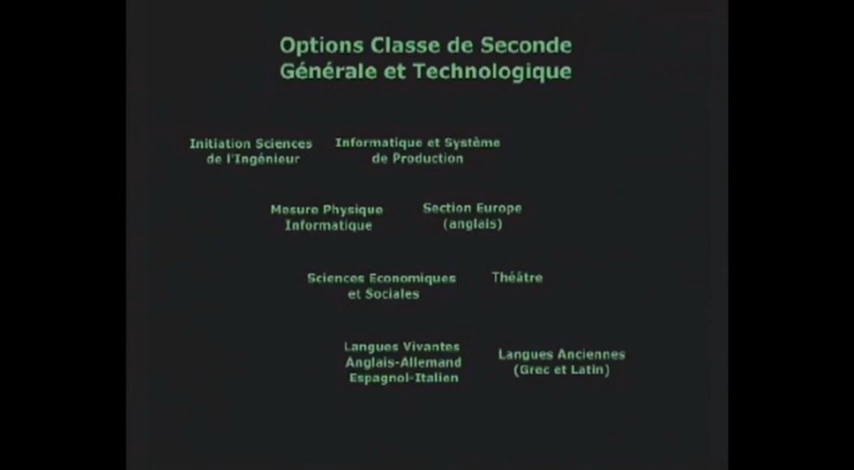 Options Classe de Seconde
Générale et Technologique
Initiation Sciences
de l'Ingénieur
Informatique et Système
de Production
Mesure Physique
Informatique
Section Europe
(anglais)
Sciences Economiques
et Sociales
Théâtre
Langues Vivantes
Anglais-Allemand
Espagnol-Italien
Langues Anciennes
(Grec et Latin)